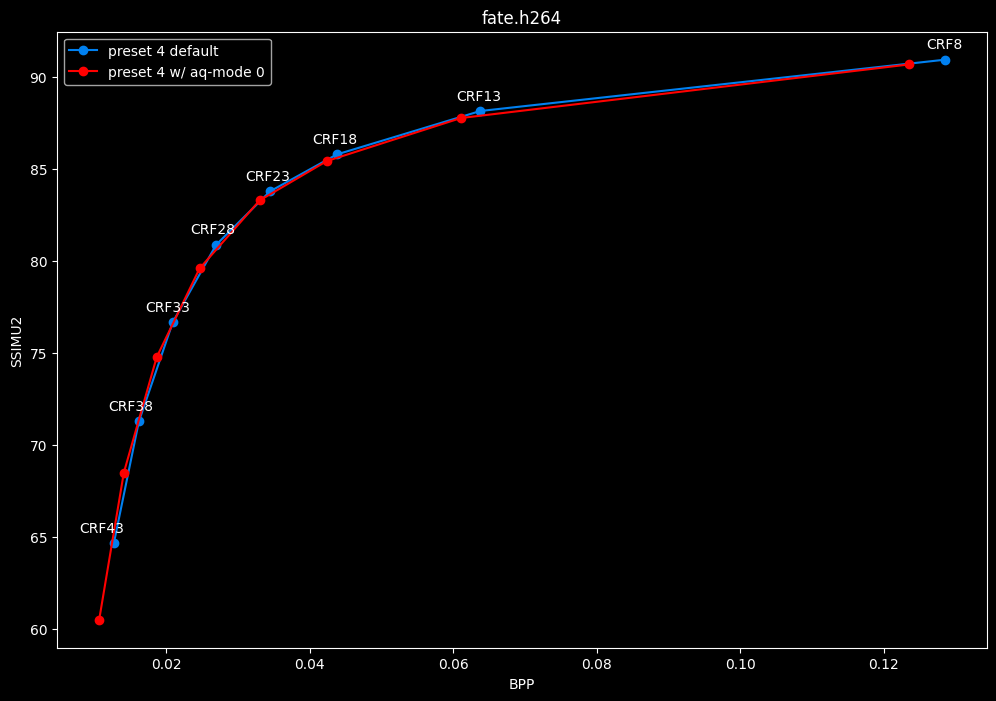 fate.h264
preset 4 default
preset 4 w/ aq-mode 0
CRF8
CRF13
CRF18
CRF23
CRF28
CRF33
CRF38
CRF43
90
85
80
75
70
65
60
SSIMU2
0.02
0.04
0.06
0.08
0.10
0.12
BPP